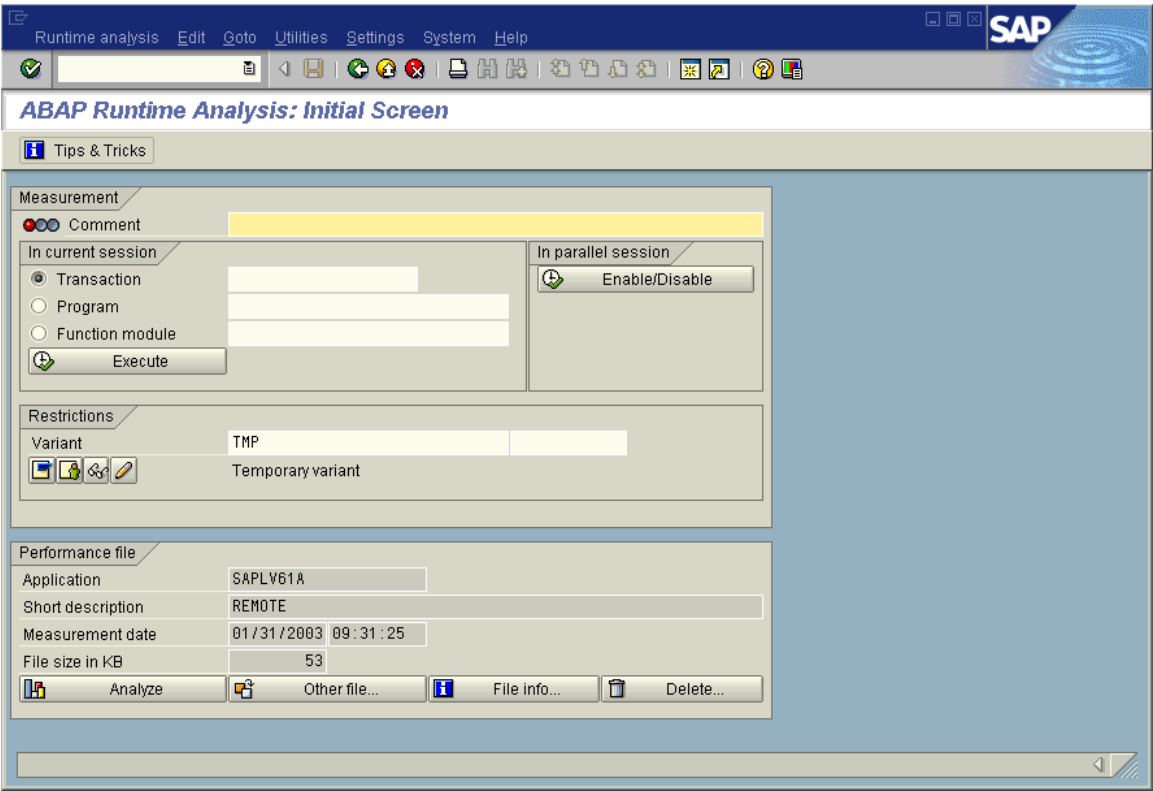 Runtime analysis Edit Goto Utilities Settings System Help
SAP
ABAP Runtime Analysis: Initial Screen
Tips & Tricks
Measurement
Comment
In current session In parallel session
Transaction Enable/Disable
Program
Function module
Execute
Restrictions
Variant TMP
Temporary variant
Performance file
Application SAPLV61A
Short description REMOTE
Measurement date 01/31/2003 09:31:25
File size in KB 53
Analyze Other file... File info... Delete...